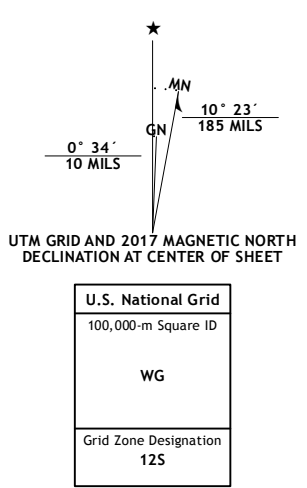 ★
MN
GN
10° 23´
185 MILS
0° 34´
10 MILS
UTM GRID AND 2017 MAGNETIC NORTH
DECLINATION AT CENTER OF SHEET
U.S. National Grid
100,000-m Square ID
WG
Grid Zone Designation
12S